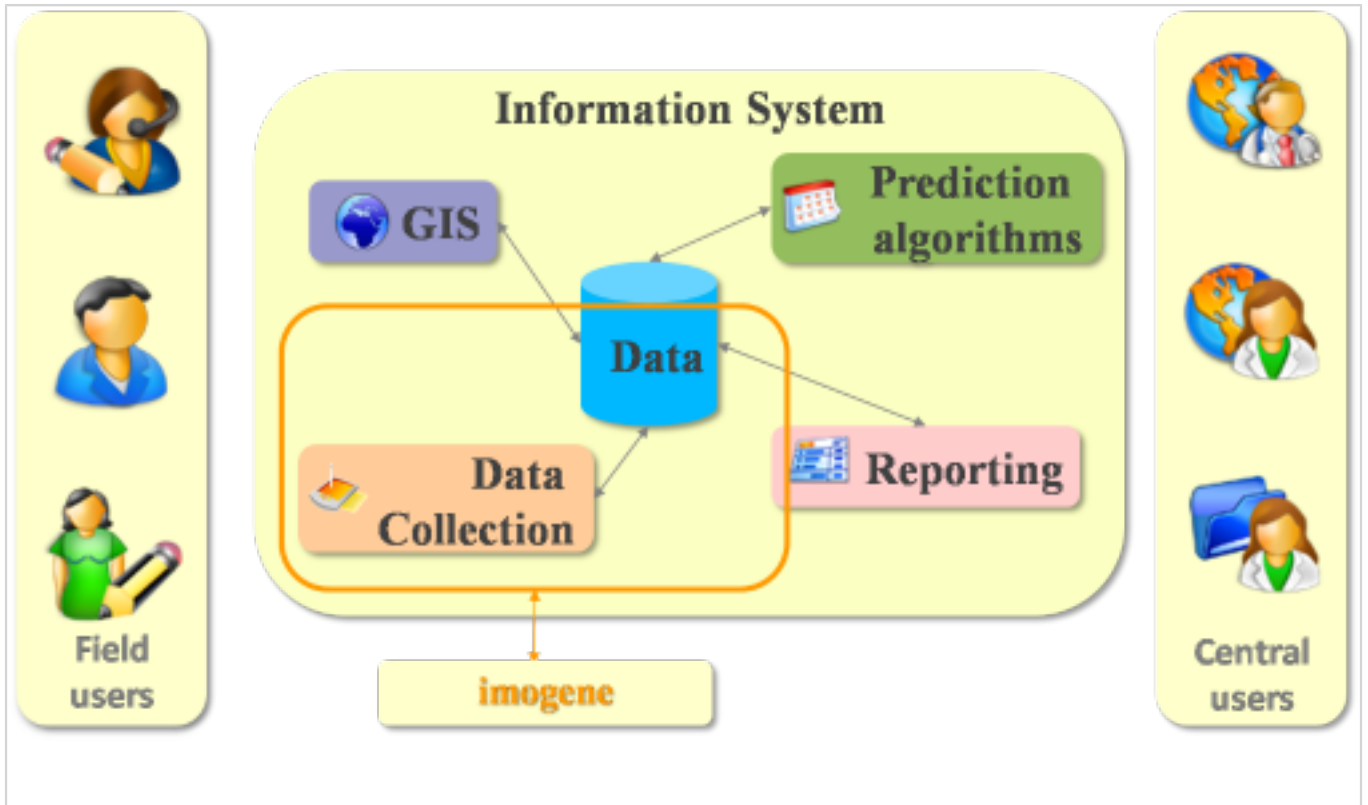 Information System
GIS
Prediction
algorithms
Data
Data
Collection
Reporting
imogene
Field
users
Central
users